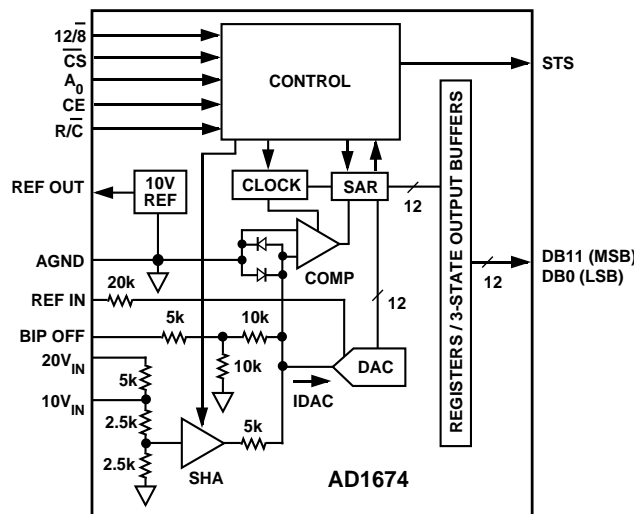 12/8̅
C̅S̅
A0
CE
R/C̅
CONTROL
STS
REF OUT
10V
REF
CLOCK
SAR
12
REGISTERS / 3-STATE OUTPUT BUFFERS
AGND
COMP
12
12
DB11 (MSB)
DB0 (LSB)
REF IN
20k
BIP OFF
5k
10k
10k
20VIN
5k
10VIN
2.5k
2.5k
SHA
5k
IDAC
DAC
AD1674